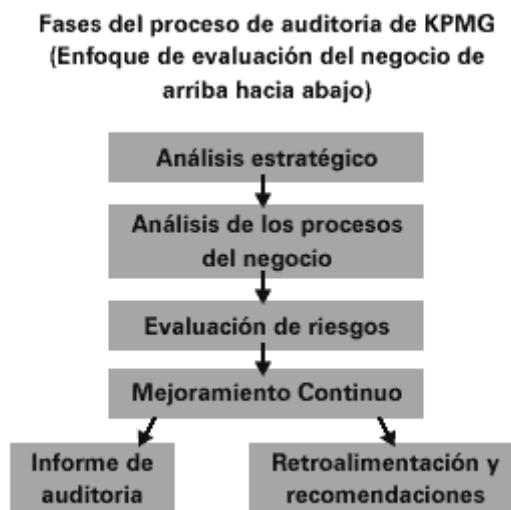 Fases del proceso de auditoria de KPMG
(Enfoque de evaluación del negocio de
arriba hacia abajo)
Análisis estratégico
Análisis de los procesos
del negocio
Evaluación de riesgos
Mejoramiento Continuo
Informe de
auditoria
Retroalimentación y
recomendaciones